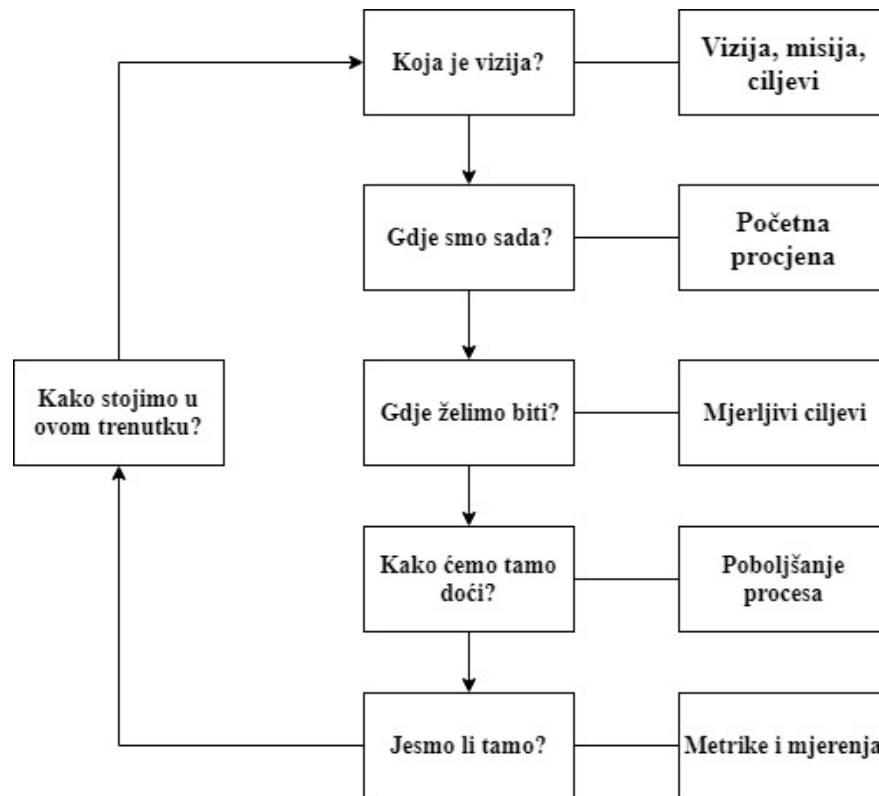 Koja je vizija?
Vizija, misija,
ciljevi
Gdje smo sada?
Početna
procjena
Kako stojimo u
ovom trenutku?
Gdje želimo biti?
Mjerljivi ciljevi
Kako ćemo tamo
doći?
Poboljšanje
procesa
Jesmo li tamo?
Metrike i mjerenja